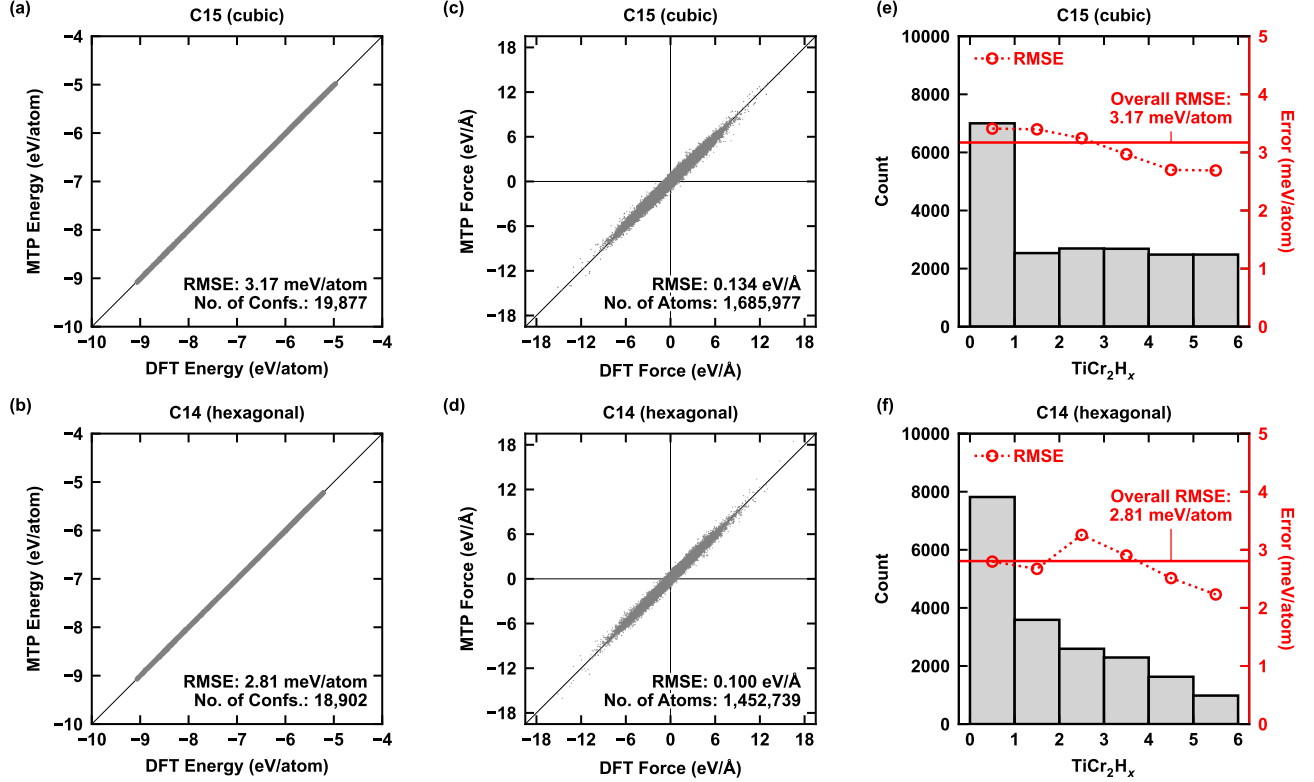 (a)
C15 (cubic)
−4
−5
−6
−7
−8
−9
−10
MTP Energy (eV/atom)
RMSE: 3.17 meV/atom
No. of Confs.: 19,877
−10 −9 −8 −7 −6 −5 −4
DFT Energy (eV/atom)
(c)
C15 (cubic)
18
12
6
0
−6
−12
−18
MTP Force (eV/Å)
RMSE: 0.134 eV/Å
No. of Atoms: 1,685,977
−18 −12 −6 0 6 12 18
DFT Force (eV/Å)
(e)
C15 (cubic)
10000
8000
6000
4000
2000
0
Count
RMSE
Overall RMSE:
3.17 meV/atom
5
4
3
2
1
0
Error (meV/atom)
0 1 2 3 4 5 6
TiCr₂Hₓ
(b)
C14 (hexagonal)
−4
−5
−6
−7
−8
−9
−10
MTP Energy (eV/atom)
RMSE: 2.81 meV/atom
No. of Confs.: 18,902
−10 −9 −8 −7 −6 −5 −4
DFT Energy (eV/atom)
(d)
C14 (hexagonal)
18
12
6
0
−6
−12
−18
MTP Force (eV/Å)
RMSE: 0.100 eV/Å
No. of Atoms: 1,452,739
−18 −12 −6 0 6 12 18
DFT Force (eV/Å)
(f)
C14 (hexagonal)
10000
8000
6000
4000
2000
0
Count
RMSE
Overall RMSE:
2.81 meV/atom
5
4
3
2
1
0
Error (meV/atom)
0 1 2 3 4 5 6
TiCr₂Hₓ